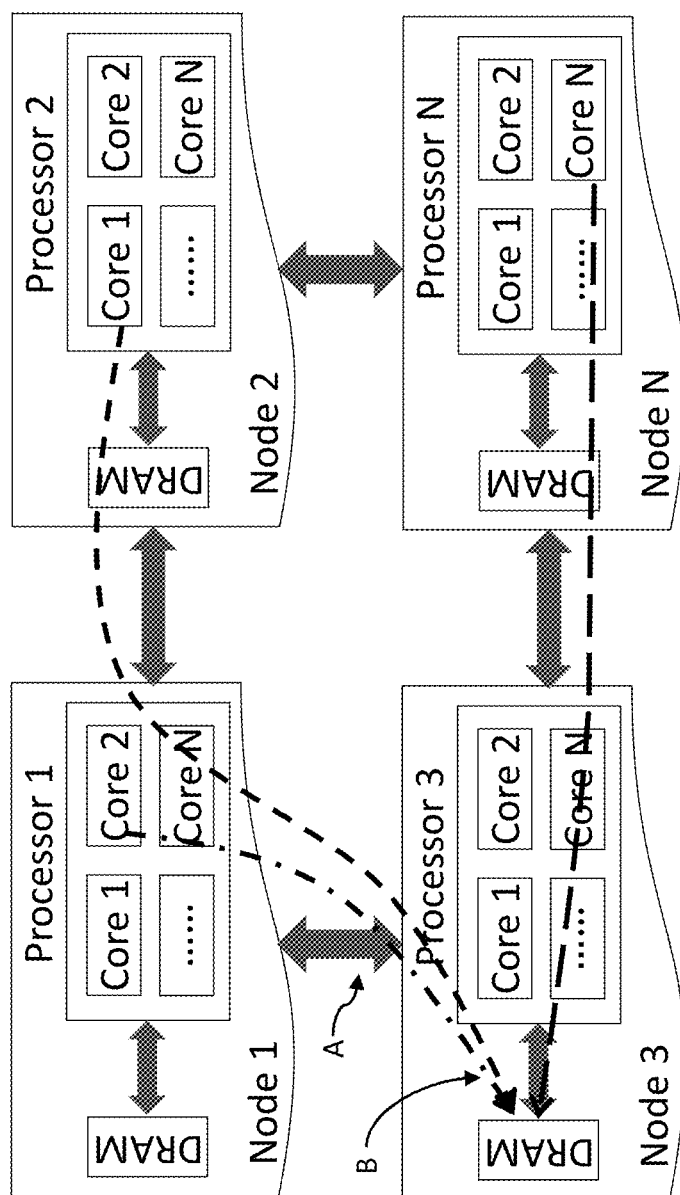 Processor 1
Core 1
Core 2
......
Core N
DRAM
Node 1
Processor 2
Core 1
Core 2
......
Core N
DRAM
Node 2
A
B
Processor 3
Core 1
Core 2
......
Core N
DRAM
Node 3
Processor N
Core 1
Core 2
......
Core N
DRAM
Node N